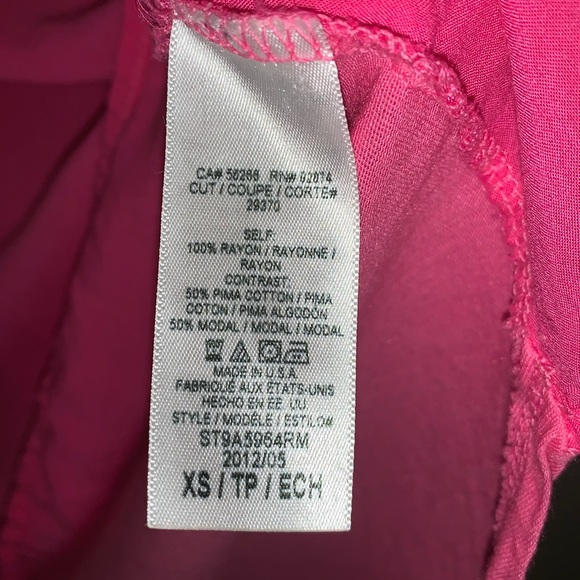 CA# 56266 RN# 92874
CUT / COUPE / CORTE#
29370
SELF:
100% RAYON / RAYONNE /
RAYON
CONTRAST:
50% PIMA COTTON / PIMA
COTON / PIMA ALGODÓN
50% MODAL / MODAL / MODAL
MADE IN U.S.A
FABRIQUÉ AUX ÉTATS-UNIS
HECHO EN EE. UU.
STYLE / MODÈLE / ESTILO#
ST9A5964RM
2012/05
XS / TP / ECH